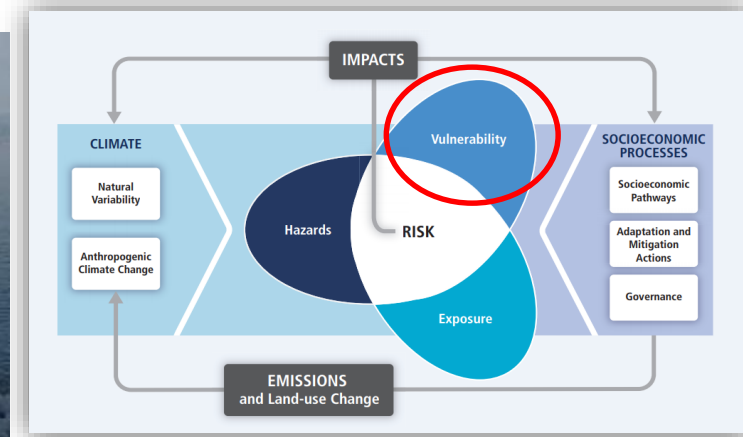 IMPACTS
CLIMATE
Natural
Variability
Anthropogenic
Climate Change
Vulnerability
Hazards
RISK
Exposure
SOCIOECONOMIC
PROCESSES
Socioeconomic
Pathways
Adaptation and
Mitigation
Actions
Governance
EMISSIONS
and Land-use Change